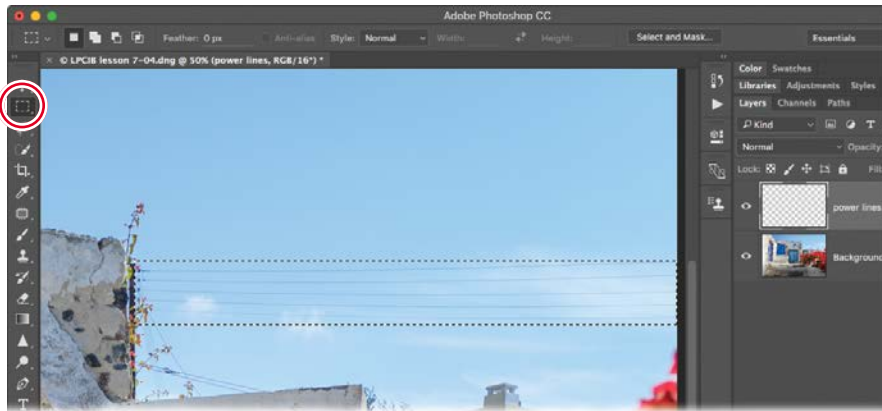 Adobe Photoshop CC
Feather: 0 px Anti-alias Style: Normal Width: Height: Select and Mask... Essentials
× © LPCIB lesson 7-04.dng @ 50% (power lines, RGB/16*) *
Color Swatches
Libraries Adjustments Styles
Layers Channels Paths
Kind
Normal Opacity
Lock: Fill
power lines
Background